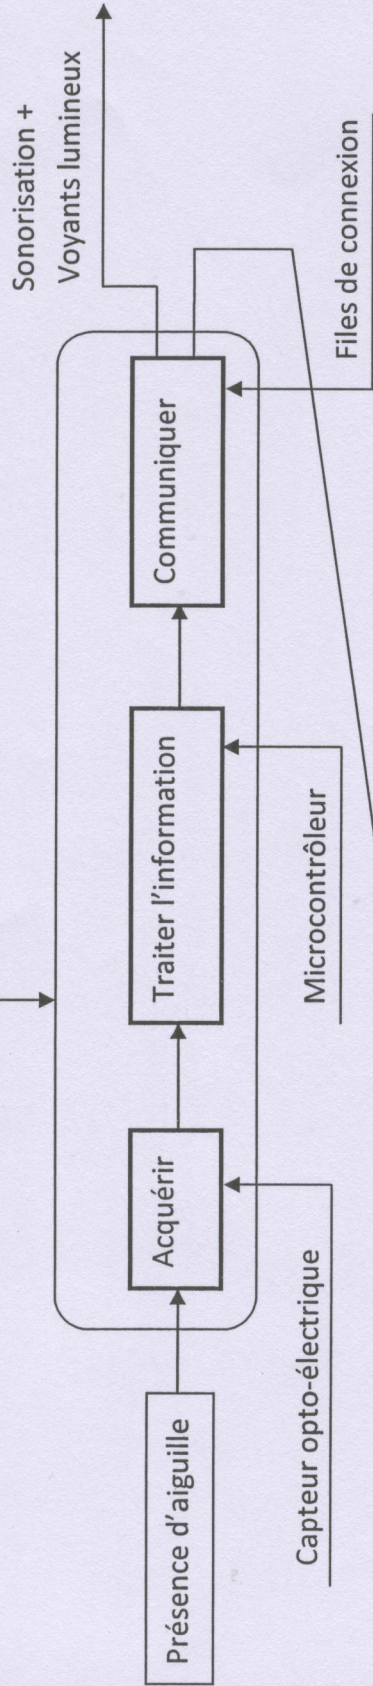 Sonorisation +
Voyants lumineux
Présence d'aiguille
Acquérir
Traiter l'information
Communiquer
Capteur opto-électrique
Microcontrôleur
Files de connexion